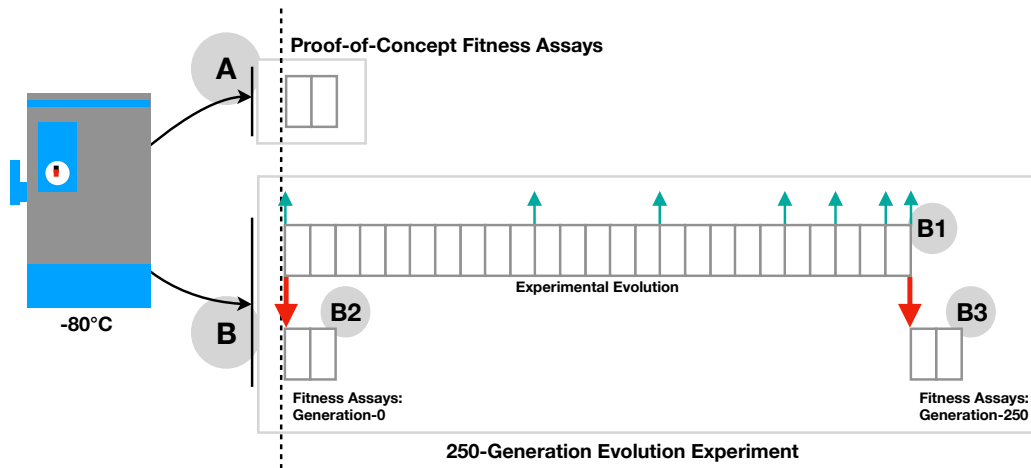 Proof-of-Concept Fitness Assays
A
B1
Experimental Evolution
B2
B3
-80°C
B
Fitness Assays:
Generation-0
Fitness Assays:
Generation-250
250-Generation Evolution Experiment